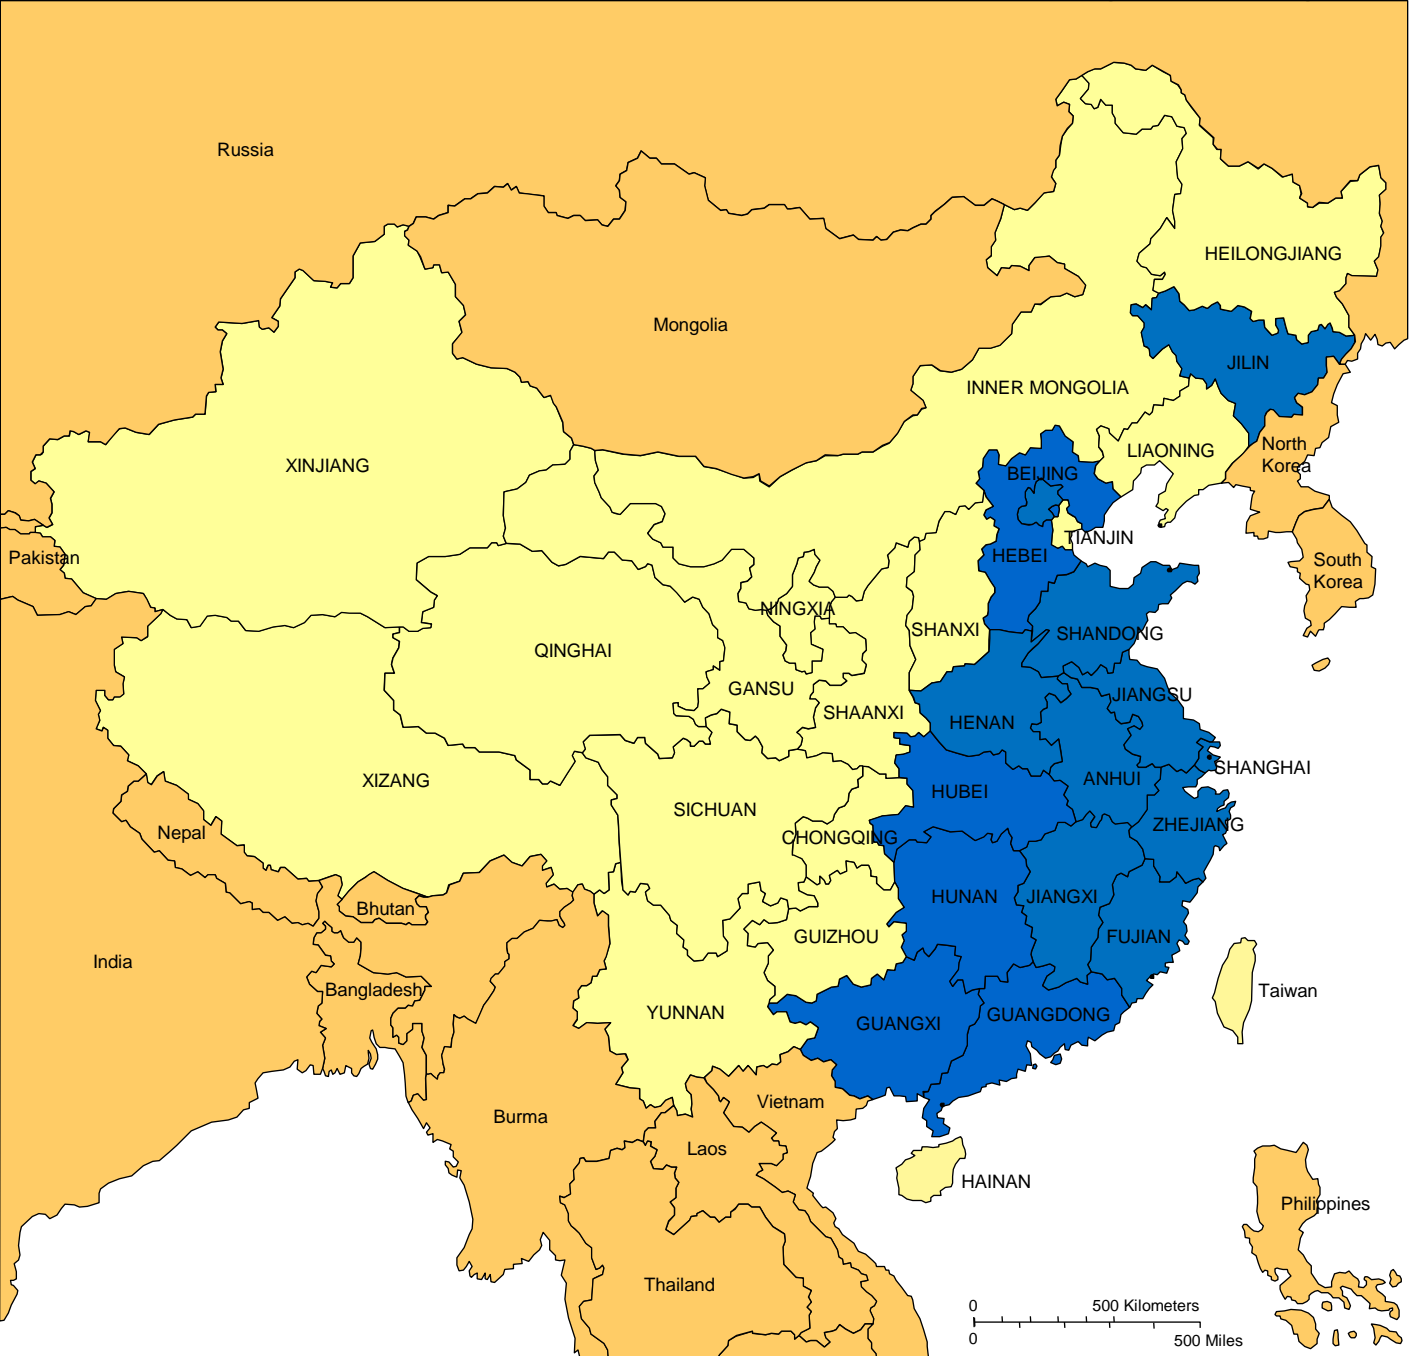 Russia
HEILONGJIANG
Mongolia
JILIN
INNER MONGOLIA
LIAONING
North
Korea
XINJIANG
BEIJING
TIANJIN
HEBEI
Pakistan
South
Korea
NINGXIA
SHANXI
SHANDONG
QINGHAI
GANSU
JIANGSU
SHAANXI
HENAN
SHANGHAI
XIZANG
ANHUI
HUBEI
SICHUAN
ZHEJIANG
Nepal
CHONGQING
HUNAN
JIANGXI
Bhutan
GUIZHOU
FUJIAN
India
Bangladesh
Taiwan
YUNNAN
GUANGXI
GUANGDONG
Vietnam
Burma
Laos
HAINAN
Philippines
Thailand
0 500 Kilometers
0 500 Miles